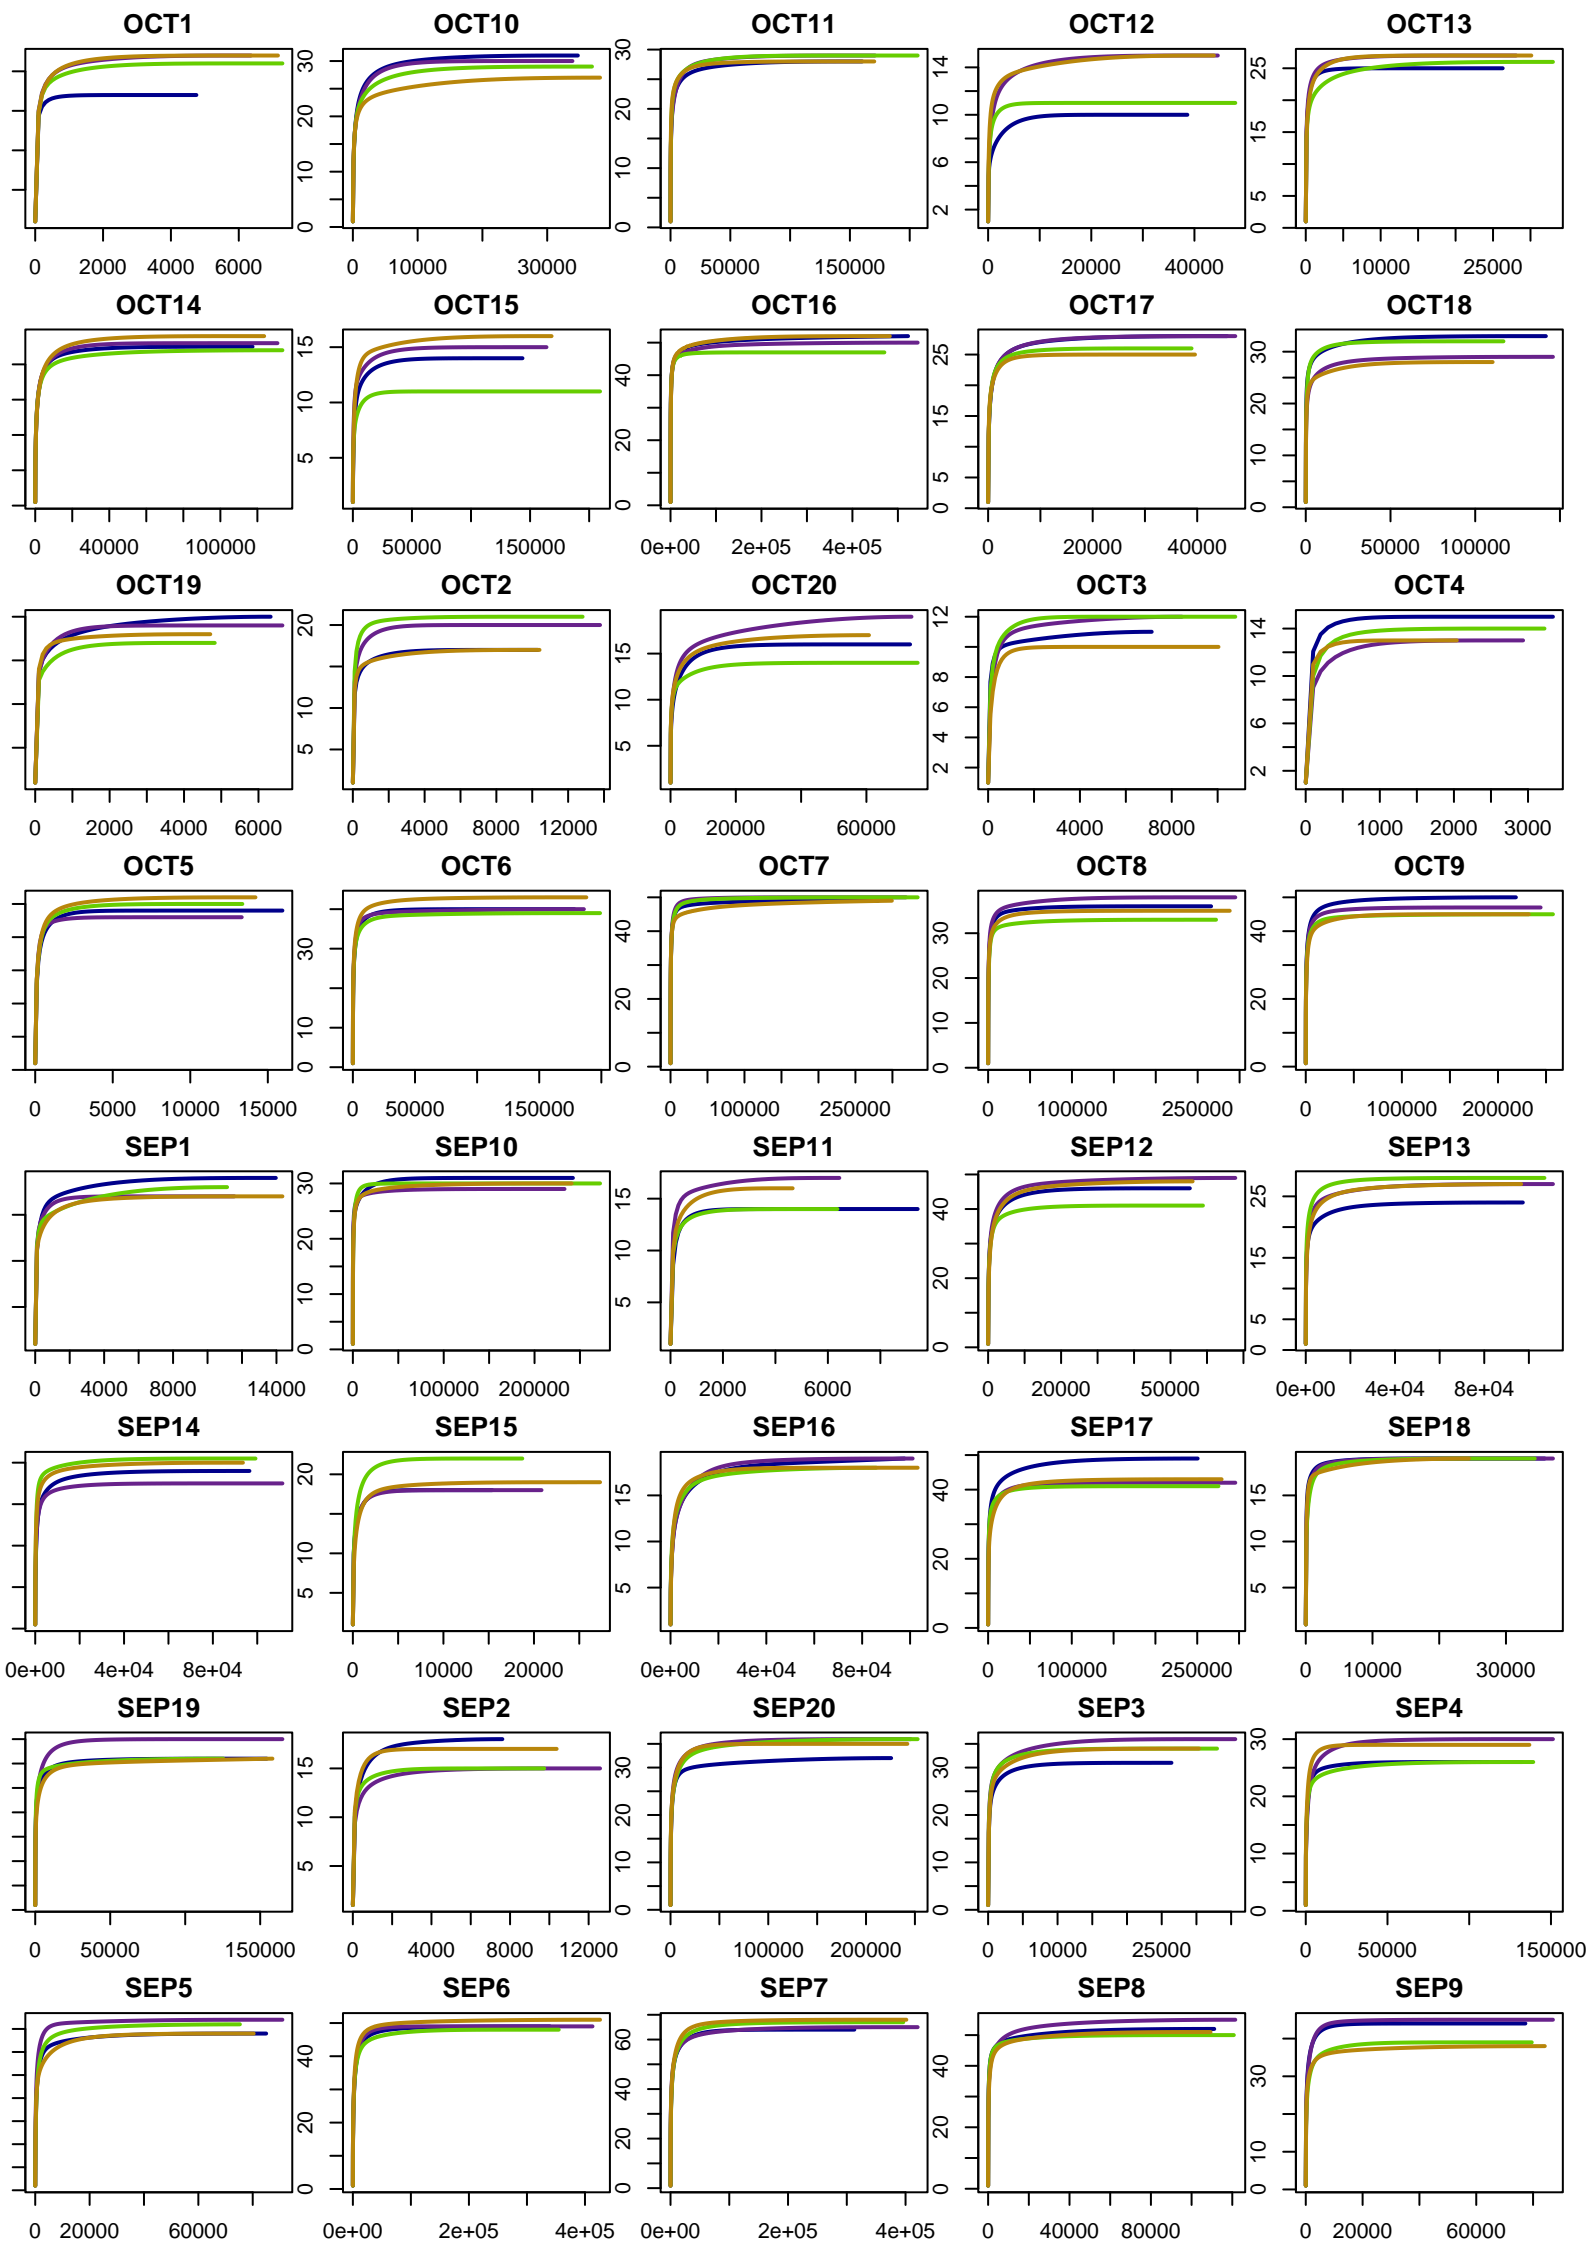 OCT1 OCT10 OCT11 OCT12 OCT13
0 10 20 30 0 10 20 30 2 6 10 14 0 5 15 25
0 2000 4000 6000 0 10000 30000 0 50000 150000 0 20000 40000 0 10000 25000
OCT14 OCT15 OCT16 OCT17 OCT18
5 10 15 0 20 40 0 5 15 25 0 10 20 30
0 40000 100000 0 50000 150000 0e+00 2e+05 4e+05 0 20000 40000 0 50000 100000
OCT19 OCT2 OCT20 OCT3 OCT4
5 10 20 5 10 15 2 4 6 8 10 12 2 6 10 14
0 2000 4000 6000 0 4000 8000 12000 0 20000 60000 0 4000 8000 0 1000 2000 3000
OCT5 OCT6 OCT7 OCT8 OCT9
0 10 30 0 20 40 0 10 20 30 0 20 40
0 5000 10000 15000 0 50000 150000 0 100000 250000 0 100000 250000 0 100000 200000
SEP1 SEP10 SEP11 SEP12 SEP13
0 10 20 30 5 10 15 0 20 40 0 5 15 25
0 4000 8000 14000 0 100000 200000 0 2000 6000 0 20000 50000 0e+00 4e+04 8e+04
SEP14 SEP15 SEP16 SEP17 SEP18
5 10 20 5 10 15 0 20 40 5 10 15
0e+00 4e+04 8e+04 0 10000 20000 0e+00 4e+04 8e+04 0 100000 250000 0 10000 30000
SEP19 SEP2 SEP20 SEP3 SEP4
5 10 15 0 10 20 30 0 10 20 30 0 10 20 30
0 50000 150000 0 4000 8000 12000 0 100000 200000 0 10000 25000 0 50000 150000
SEP5 SEP6 SEP7 SEP8 SEP9
0 20 40 0 20 40 60 0 20 40 0 10 30
0 20000 60000 0e+00 2e+05 4e+05 0e+00 2e+05 4e+05 0 40000 80000 0 20000 60000